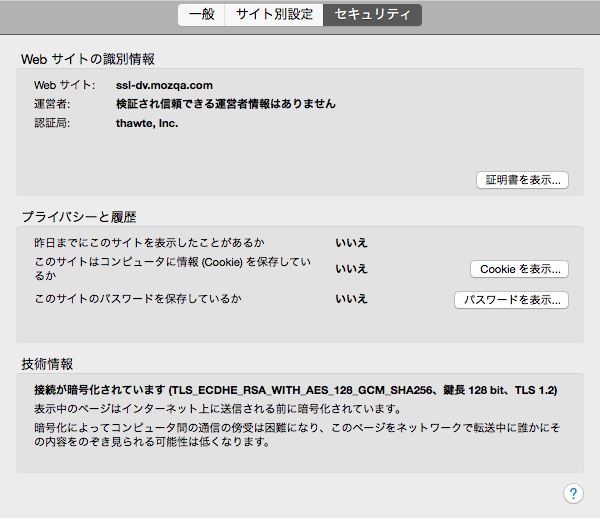 一般 サイト別設定 セキュリティ
Web サイトの識別情報
Web サイト: ssl-dv.mozqa.com
運営者: 検証され信頼できる運営者情報はありません
認証局: thawte, Inc.
証明書を表示...
プライバシーと履歴
昨日までにこのサイトを表示したことがあるか いいえ
このサイトはコンピュータに情報 (Cookie) を保存してい
るか いいえ Cookie を表示...
このサイトのパスワードを保存しているか いいえ パスワードを表示...
技術情報
接続が暗号化されています (TLS_ECDHE_RSA_WITH_AES_128_GCM_SHA256、鍵長 128 bit、TLS 1.2)
表示中のページはインターネット上に送信される前に暗号化されています。
暗号化によってコンピュータ間の通信の傍受は困難になり、このページをネットワークで転送中に誰かにそ
の内容をのぞき見られる可能性は低くなります。
?